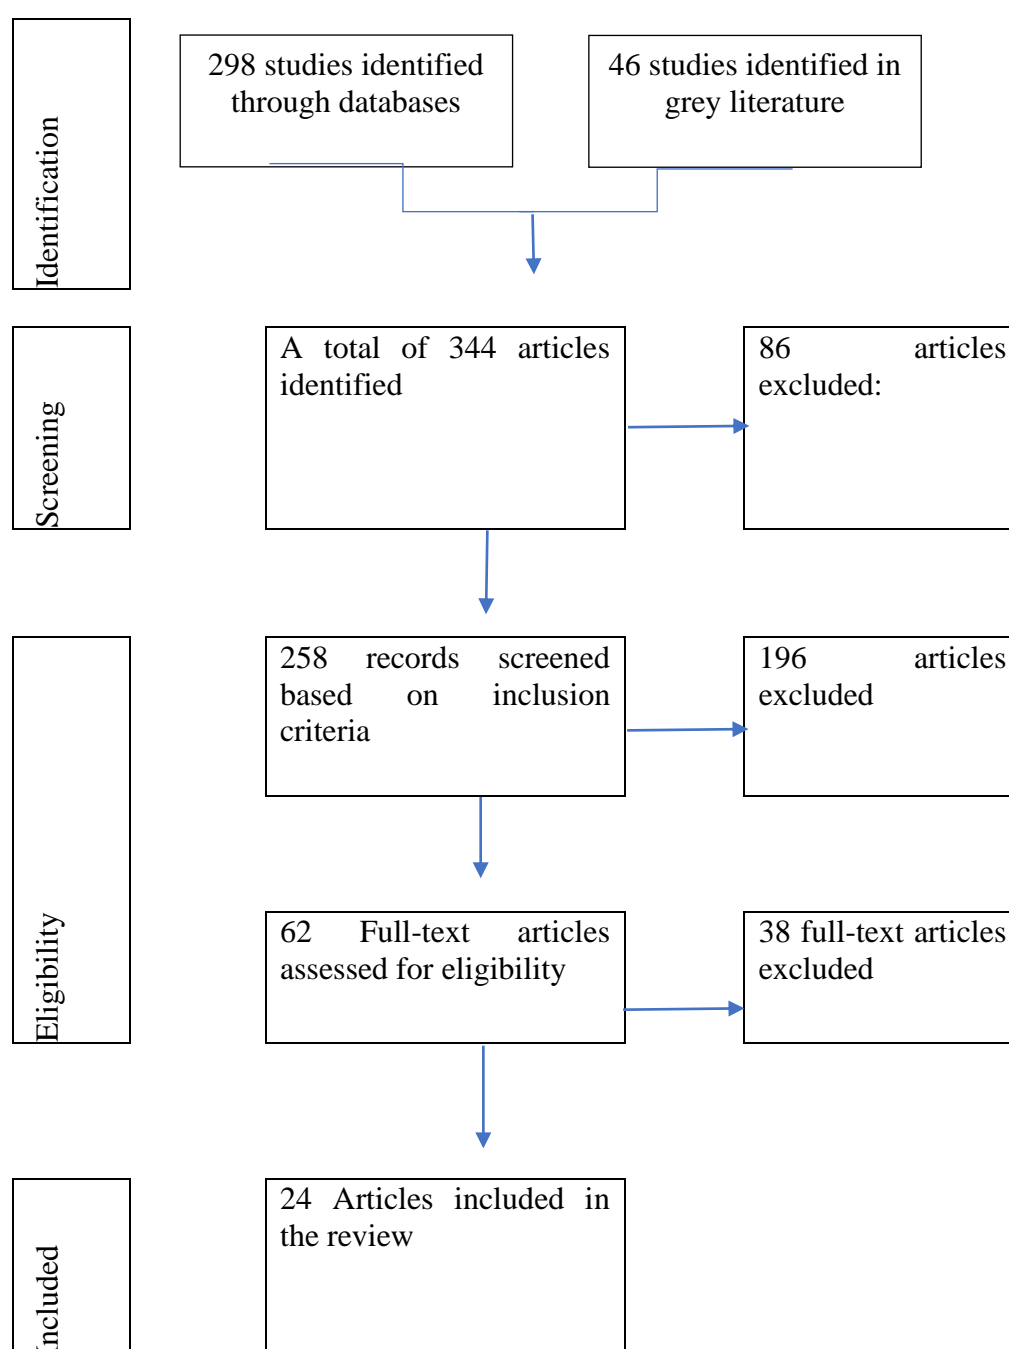 Identification
298 studies identified
through databases
46 studies identified in
grey literature
Screening
A total of 344 articles
identified
86 articles
excluded:
Eligibility
258 records screened
based on inclusion
criteria
196 articles
excluded
62 Full-text articles
assessed for eligibility
38 full-text articles
excluded
Included
24 Articles included in
the review